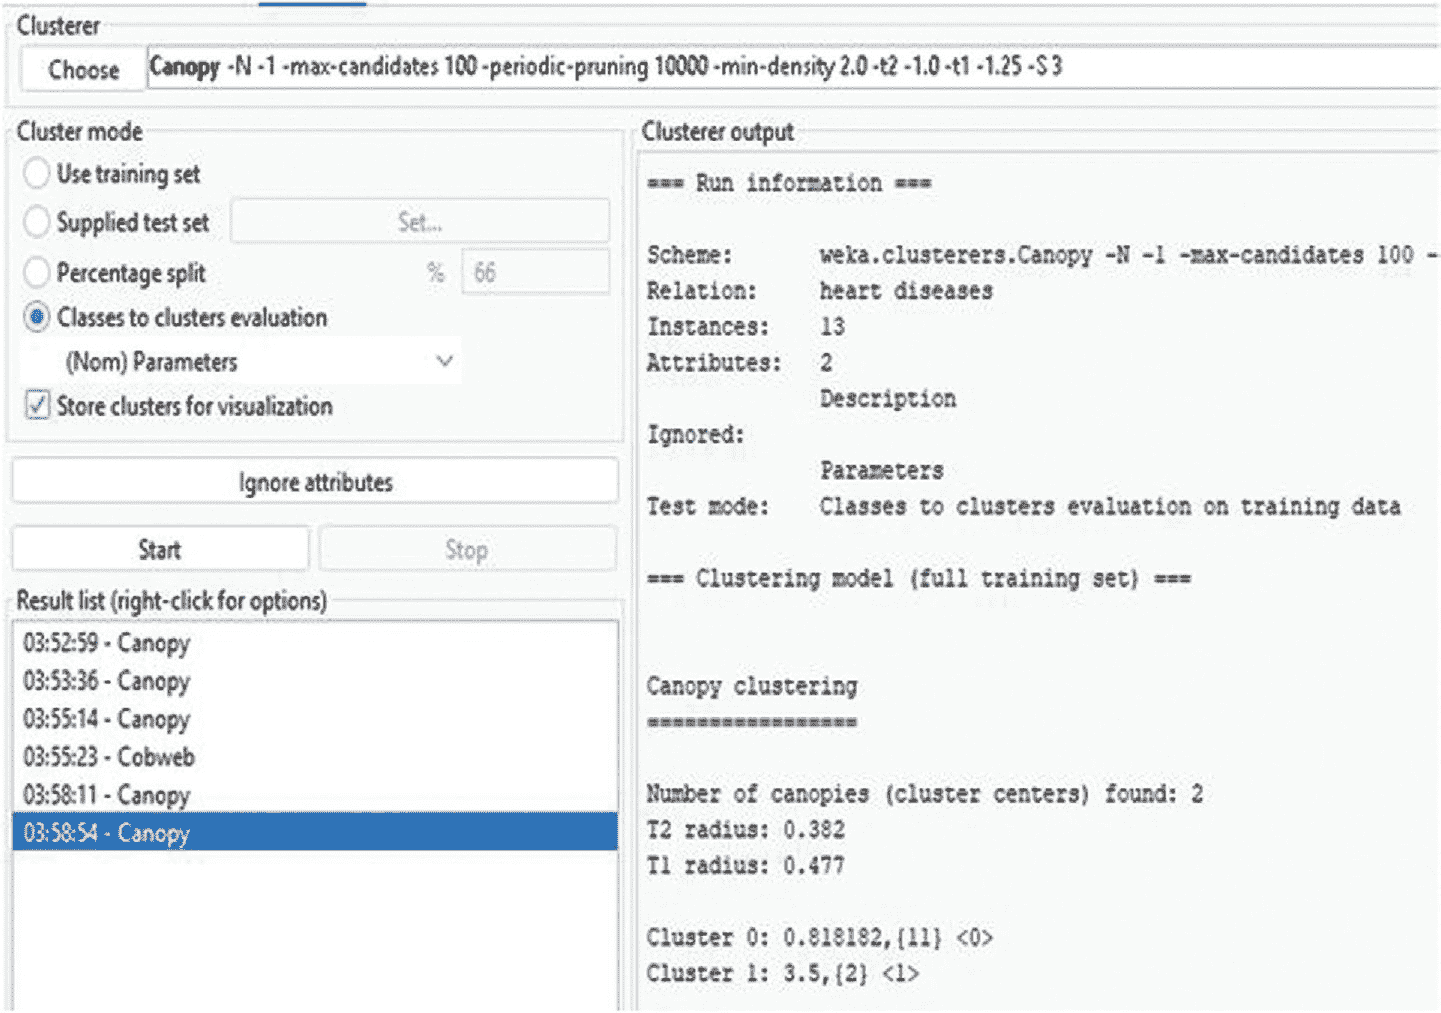 Clusterer
Choose
Canopy -N -1 -max-candidates 100 -periodic-pruning 10000 -min-density 2.0 -t2 -1.0 -t1 -1.25 -S 3
Cluster mode
Use training set
Supplied test set
Set...
Percentage split
% 66
Classes to clusters evaluation
(Nom) Parameters
Store clusters for visualization
Ignore attributes
Start
Stop
Result list (right-click for options)
03:52:59 - Canopy
03:53:36 - Canopy
03:55:14 - Canopy
03:55:23 - Cobweb
03:58:11 - Canopy
03:58:54 - Canopy
Clusterer output
=== Run information ===
Scheme: weka.clusterers.Canopy -N -1 -max-candidates 100 -
Relation: heart diseases
Instances: 13
Attributes: 2
Description
Ignored:
Parameters
Test mode: Classes to clusters evaluation on training data
=== Clustering model (full training set) ===
Canopy clustering
=================
Number of canopies (cluster centers) found: 2
T2 radius: 0.382
T1 radius: 0.477
Cluster 0: 0.818182,{11} <0>
Cluster 1: 3.5,{2} <1>